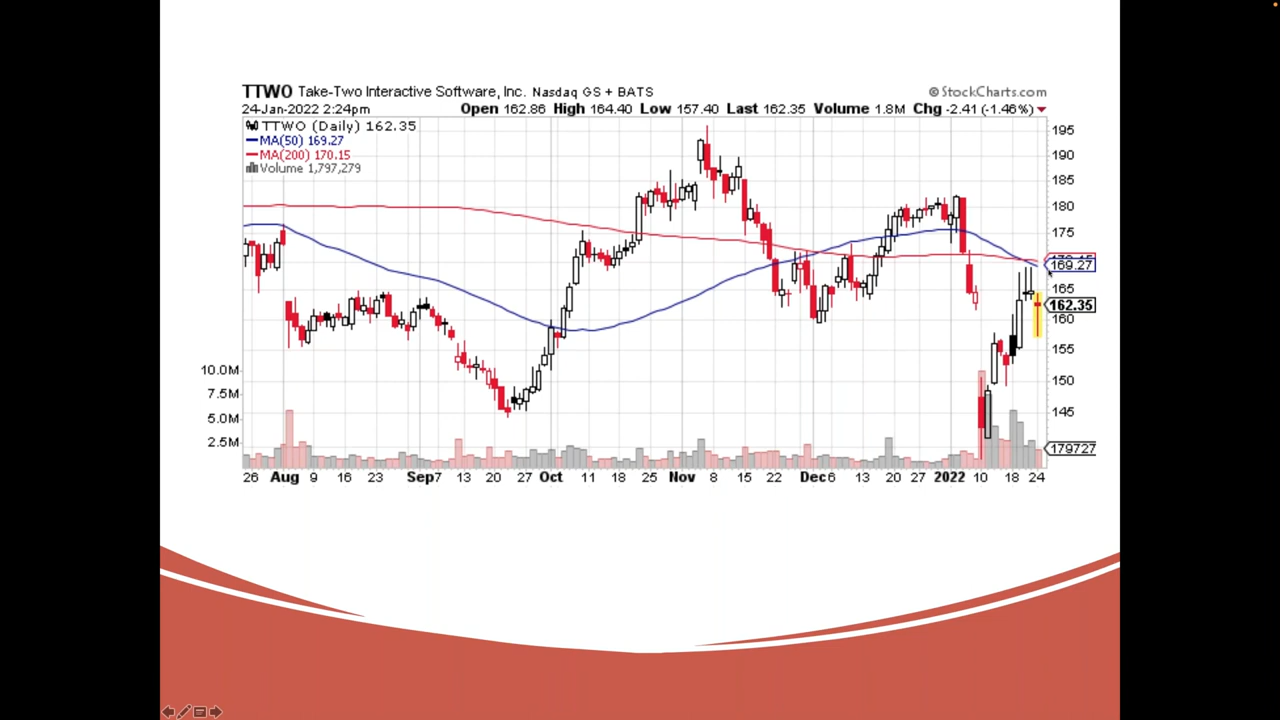 TTWO Take-Two Interactive Software, Inc. Nasdaq GS + BATS © StockCharts.com
24-Jan-2022 2:24pm Open 162.86 High 164.40 Low 157.40 Last 162.35 Volume 1.8M Chg -2.41 (-1.46%)
TTWO (Daily) 162.35
MA(50) 169.27
MA(200) 170.15
Volume 1,797,279
195
190
185
180
175
169.27
165
162.35
160
155
150
145
10.0M
7.5M
5.0M
2.5M
179727
26 Aug 9 16 23 Sep 7 13 20 27 Oct 11 18 25 Nov 8 15 22 Dec 6 13 20 27 2022 10 18 24